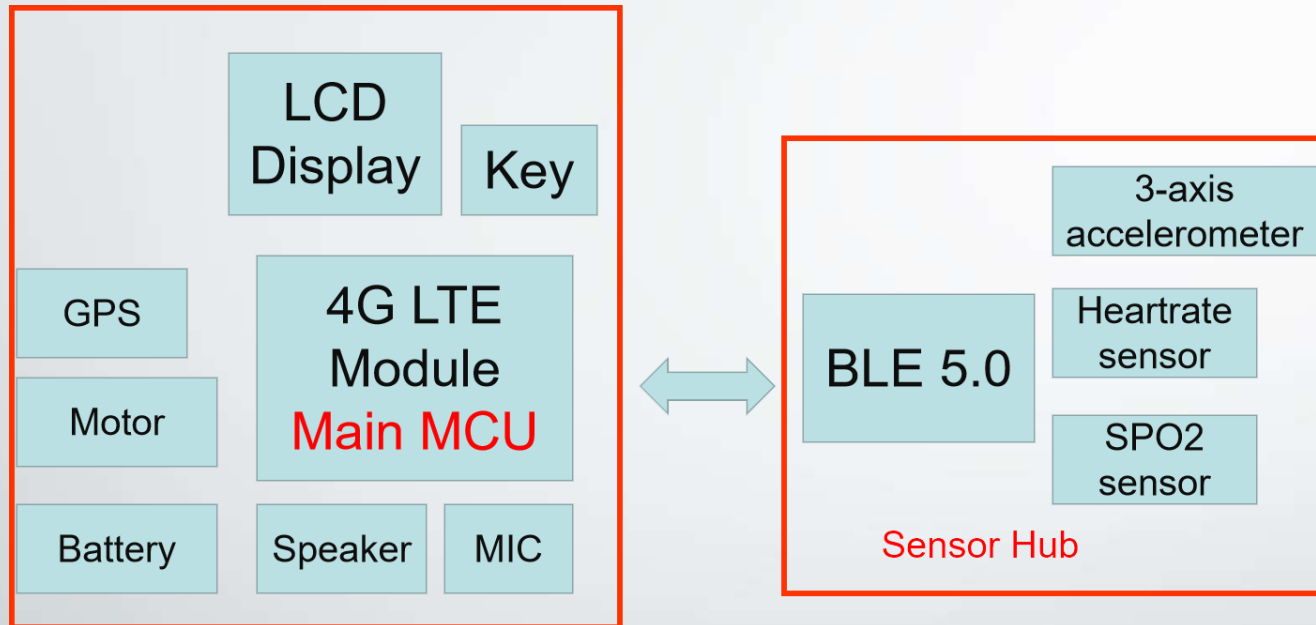 LCD
Display
Key
GPS
4G LTE
Module
Main MCU
Motor
Battery
Speaker
MIC
3-axis
accelerometer
BLE 5.0
Heartrate
sensor
SPO2
sensor
Sensor Hub